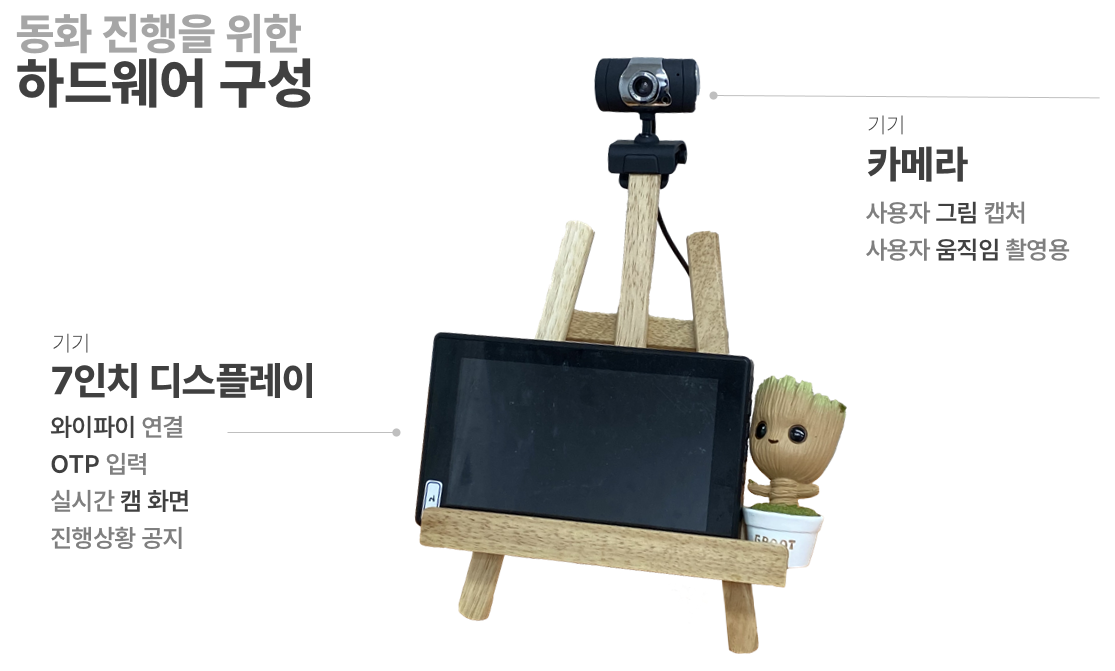 동화 진행을 위한
하드웨어 구성
기기
카메라
사용자 그림 캡처
사용자 움직임 촬영용
기기
7인치 디스플레이
와이파이 연결
OTP 입력
실시간 캠 화면
진행상황 공지
2
GROOT